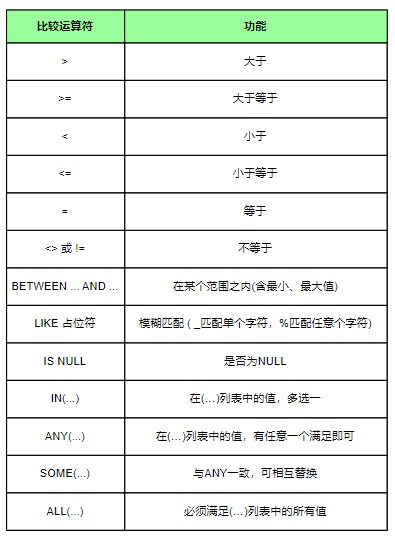 比较运算符 功能
> 大于
>= 大于等于
< 小于
<= 小于等于
= 等于
<> 或 != 不等于
BETWEEN ... AND ... 在某个范围之内(含最小、最大值)
LIKE 占位符 模糊匹配 ( _匹配单个字符，%匹配任意个字符)
IS NULL 是否为NULL
IN(...) 在(...)列表中的值，多选一
ANY(...) 在(...)列表中的值，有任意一个满足即可
SOME(...) 与ANY一致，可相互替换
ALL(...) 必须满足(...)列表中的所有值